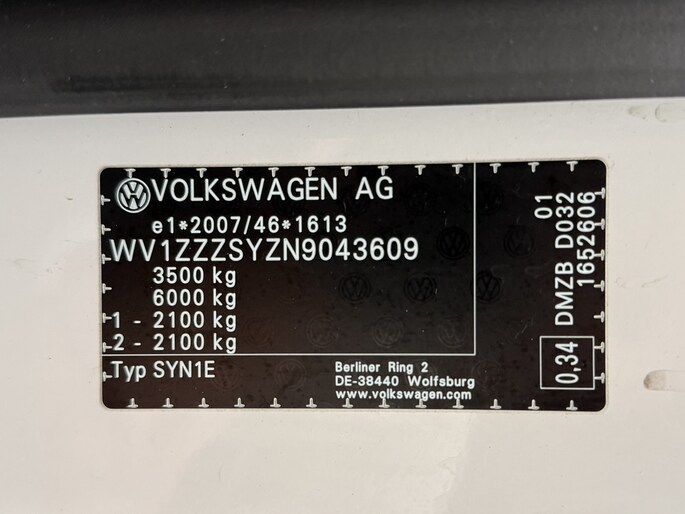 VOLKSWAGEN AG
e1*2007/46*1613
WV1ZZZSYZN9043609
3500 kg
6000 kg
1 - 2100 kg
2 - 2100 kg
Typ SYN1E
Berliner Ring 2
DE-38440 Wolfsburg
www.volkswagen.com
01
DMZB D032
1652606
0,34